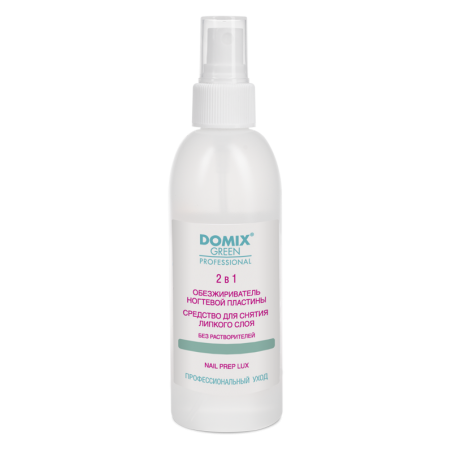 DOMIX®
GREEN
PROFESSIONAL
2 в 1
ОБЕЗЖИРИВАТЕЛЬ
НОГТЕВОЙ ПЛАСТИНЫ
СРЕДСТВО ДЛЯ СНЯТИЯ
ЛИПКОГО СЛОЯ
БЕЗ РАСТВОРИТЕЛЕЙ
NAIL PREP LUX
ПРОФЕССИОНАЛЬНЫЙ УХОД